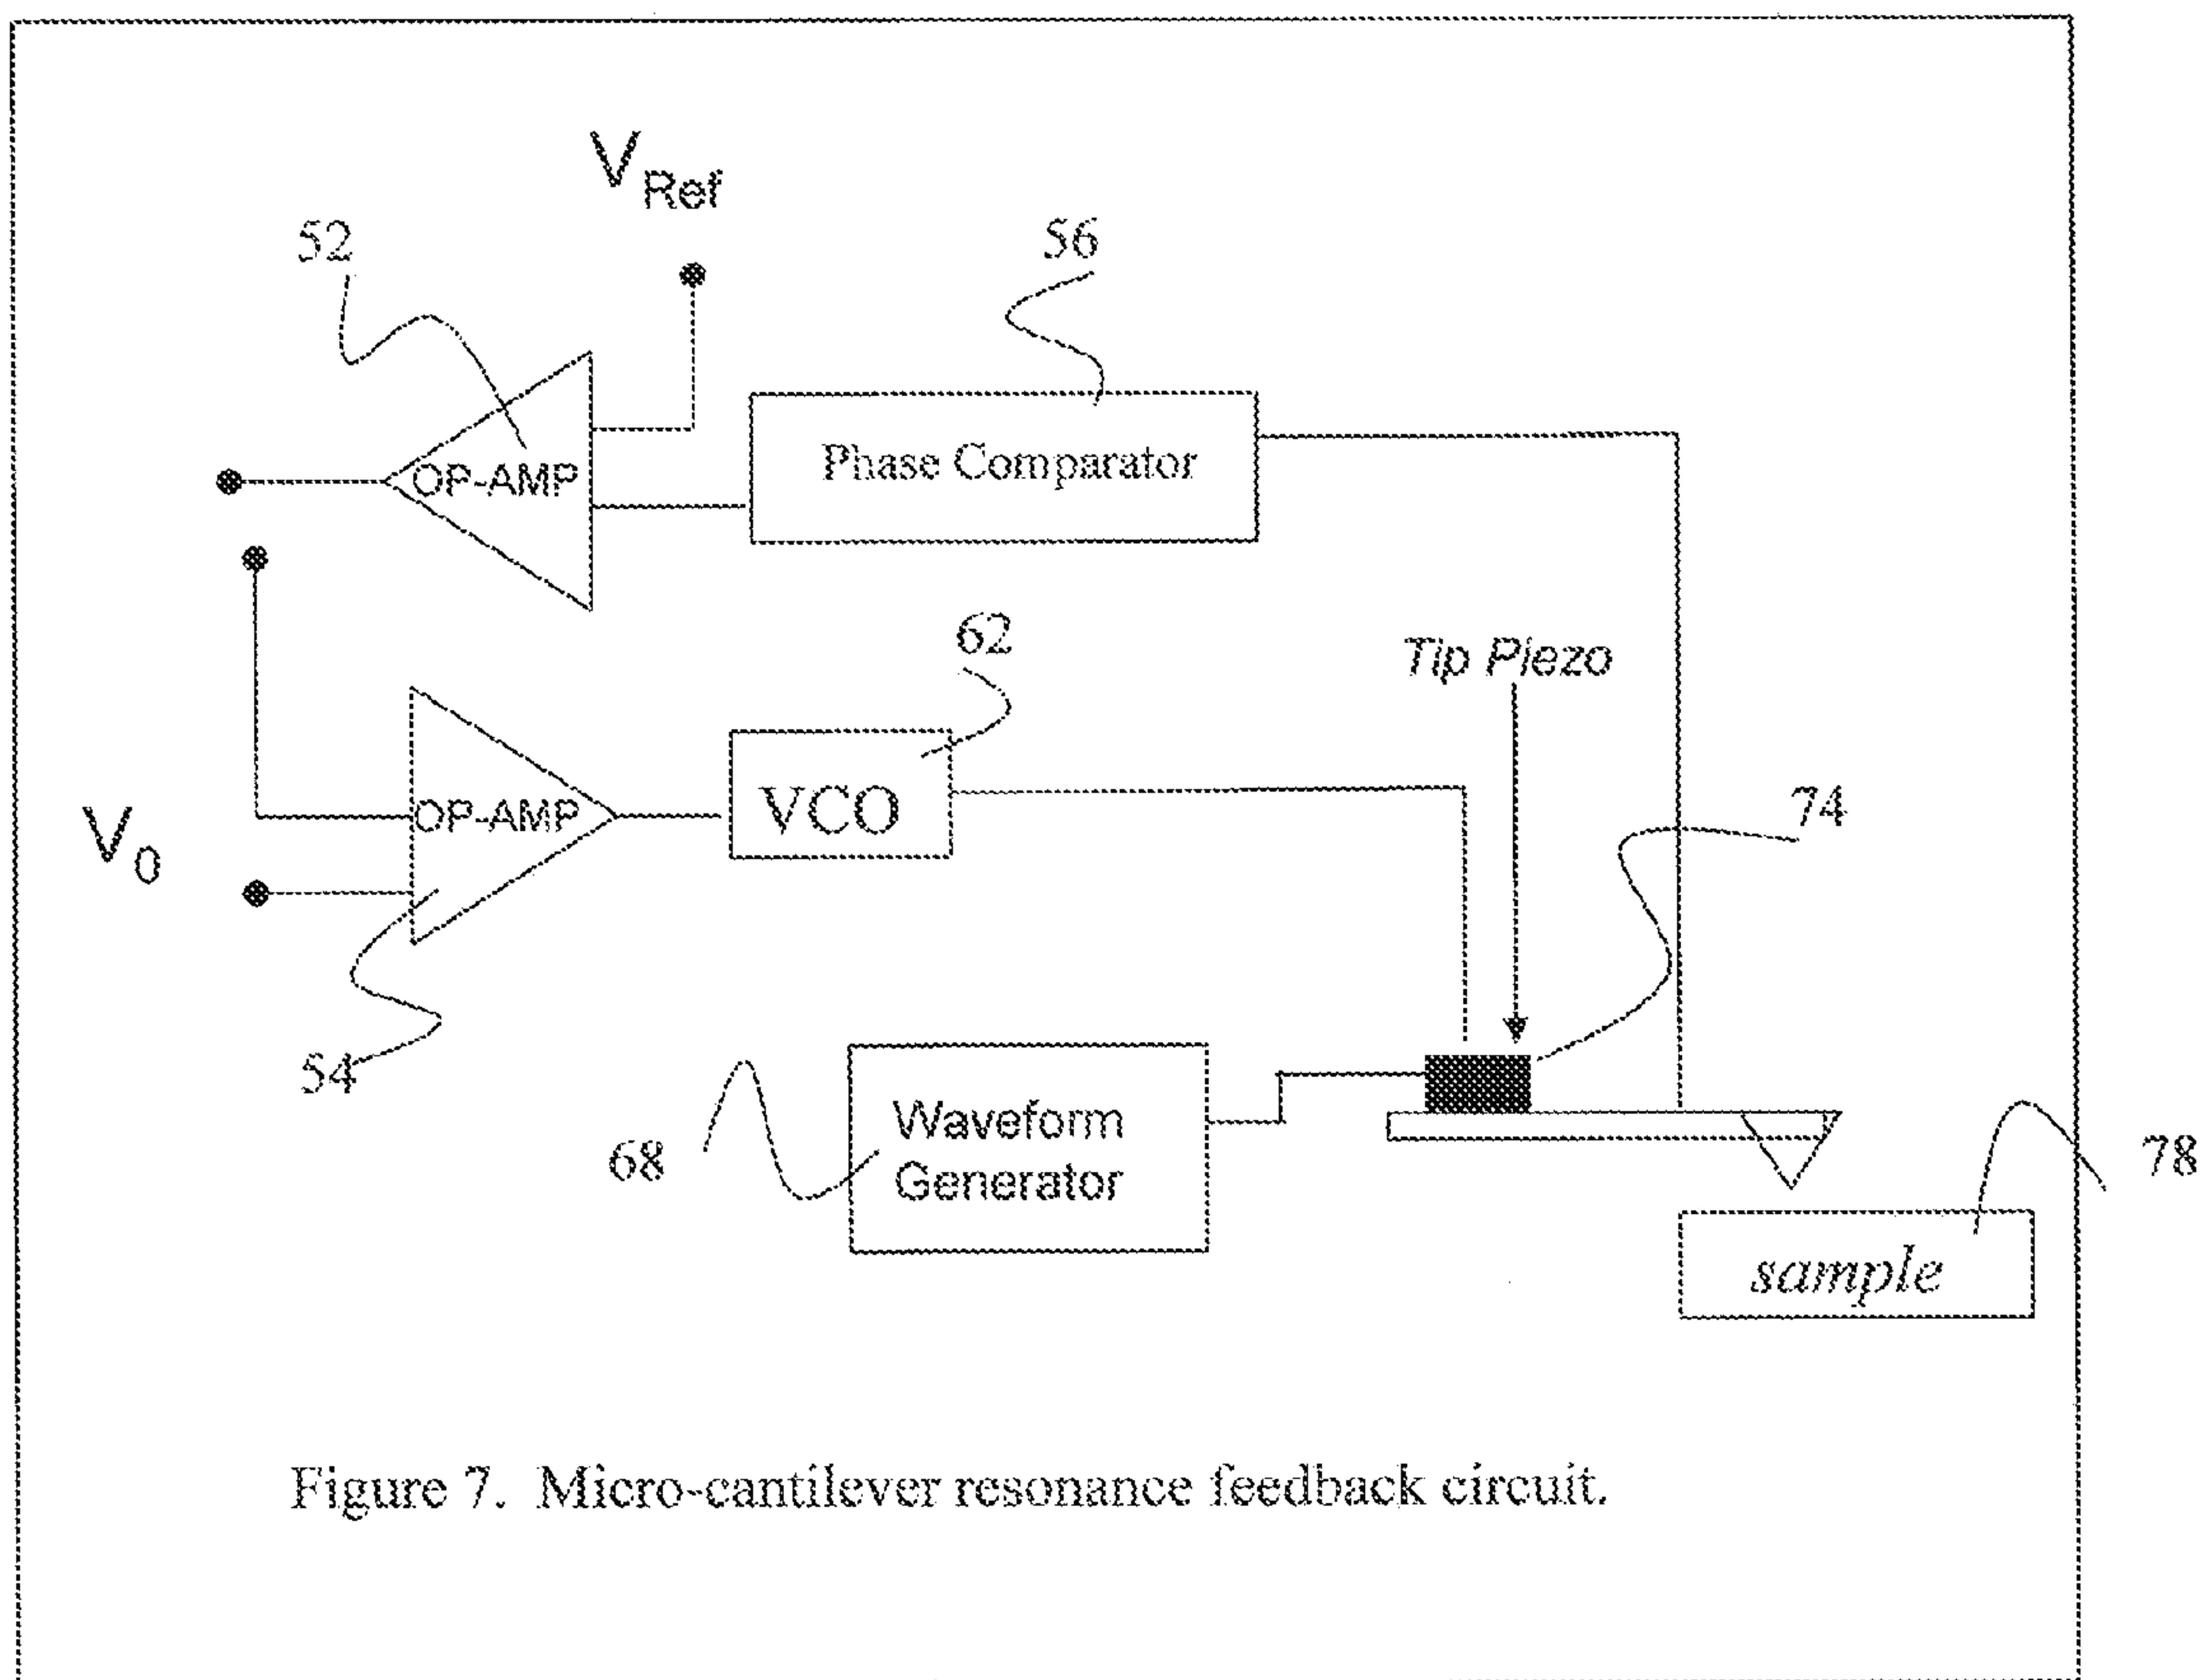 V Ref
52
56
OP-AMP
Phase Comparator
62
Tip Piezo
74
OP-AMP
VCO
V 0
54
Waveform
Generator
68
78
sample
Figure 7. Micro-cantilever resonance feedback circuit.